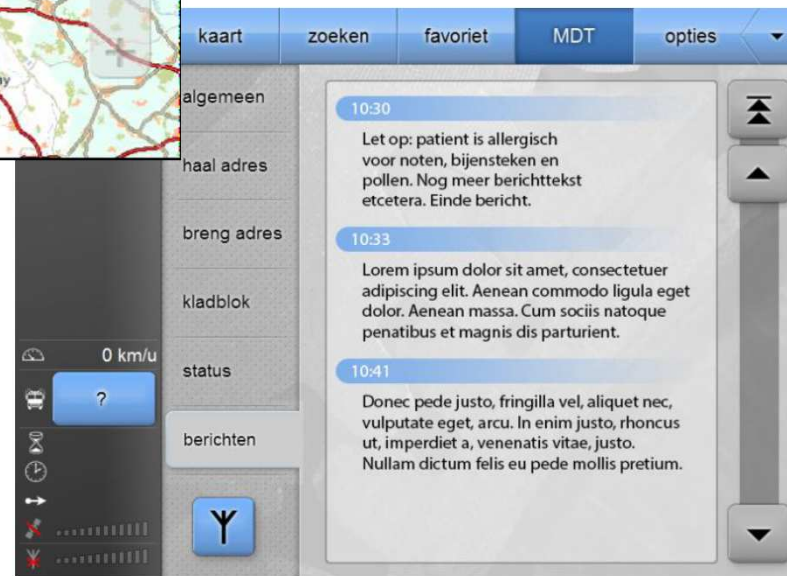 kaart
zoeken
favoriet
MDT
opties
algemeen
haal adres
breng adres
kladblok
status
berichten
10:30
Let op: patient is allergisch
voor noten, bijensteken en
pollen. Nog meer berichttekst
etcetera. Einde bericht.
10:33
Lorem ipsum dolor sit amet, consectetuer
adipiscing elit. Aenean commodo ligula eget
dolor. Aenean massa. Cum sociis natoque
penatibus et magnis dis parturient.
10:41
Donec pede justo, fringilla vel, aliquet nec,
vulputate eget, arcu. In enim justo, rhoncus
ut, imperdiet a, venenatis vitae, justo.
Nullam dictum felis eu pede mollis pretium.
0 km/u
?